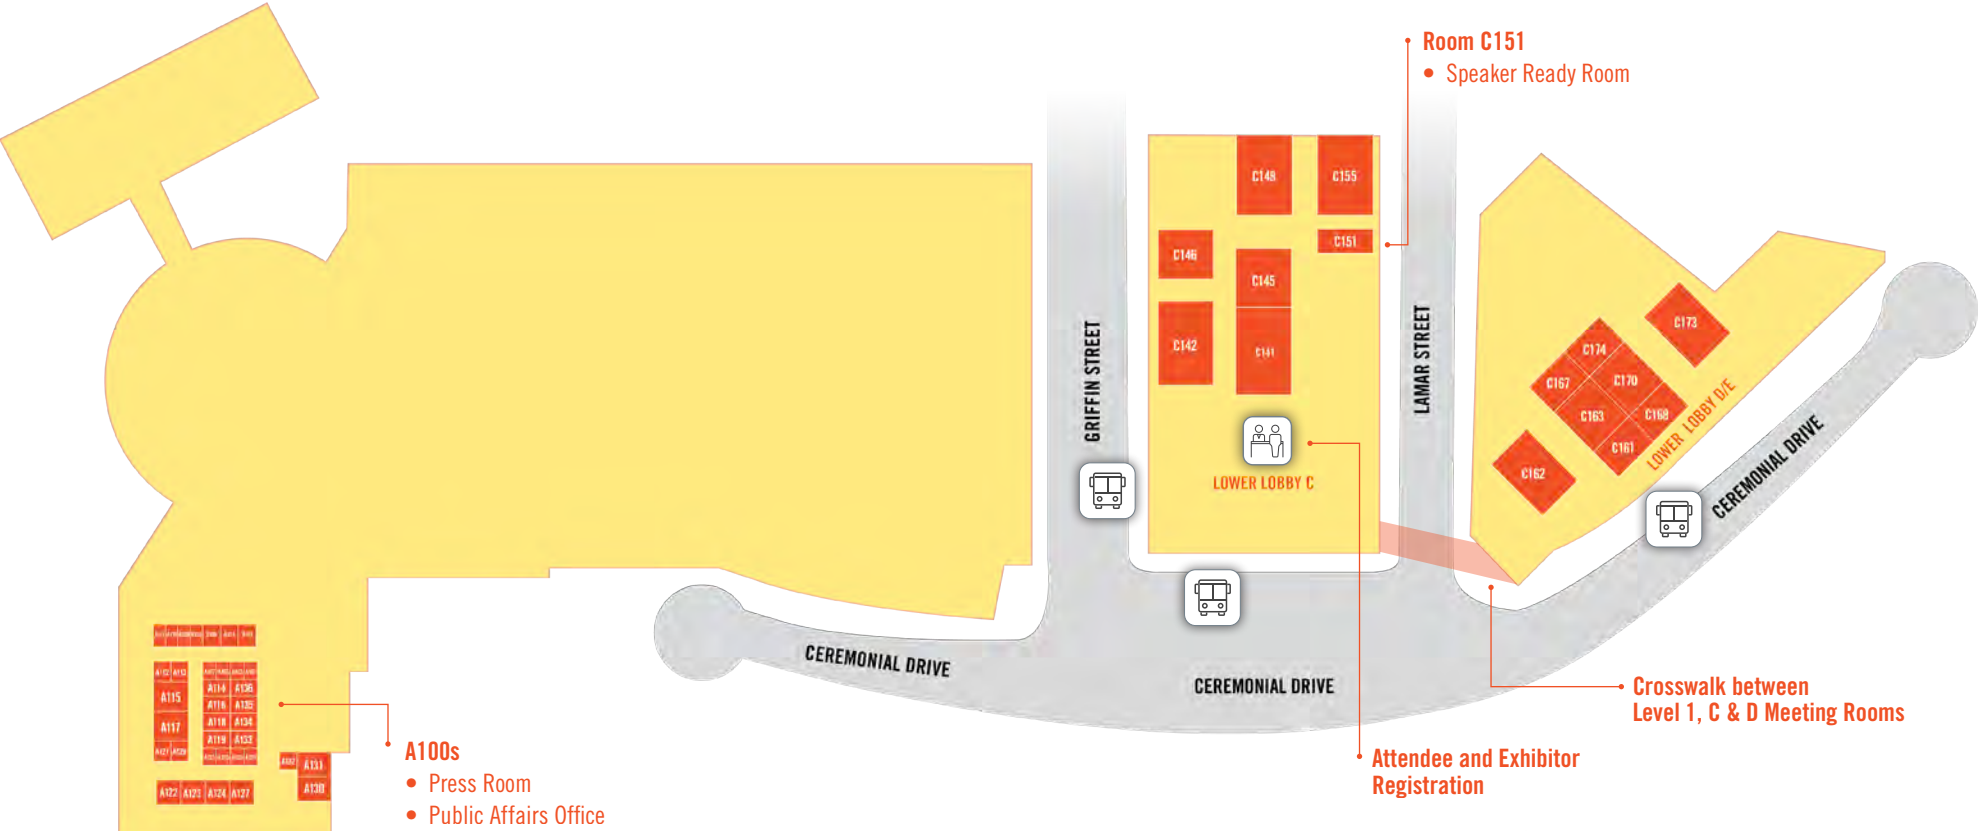 Room C151
• Speaker Ready Room
C148
C155
C151
C146
C145
C142
C141
GRIFFIN STREET
LAMAR STREET
LOWER LOBBY C
C173
C174
C167
C170
C163
C168
C161
C162
LOWER LOBBY D/E
CEREMONIAL DRIVE
CEREMONIAL DRIVE
CEREMONIAL DRIVE
Crosswalk between
Level 1, C & D Meeting Rooms
Attendee and Exhibitor
Registration
A115
A117
A114 A136
A116 A135
A118 A134
A119 A133
A131
A130
A122 A123 A124 A127
A100s
• Press Room
• Public Affairs Office